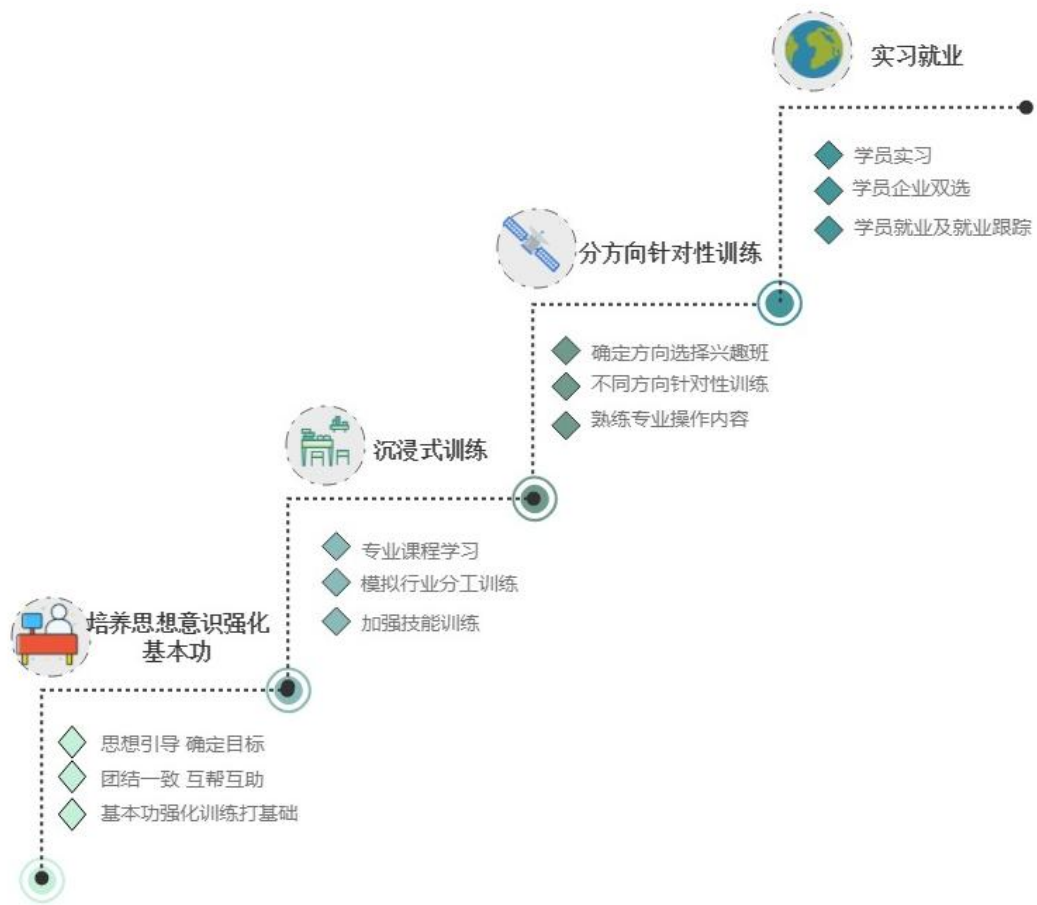 实习就业
学员实习
学员企业双选
学员就业及就业跟踪
分方向针对性训练
确定方向选择兴趣班
不同方向针对性训练
熟练专业操作内容
沉浸式训练
专业课程学习
模拟行业分工训练
加强技能训练
培养思想意识强化
基本功
思想引导 确定目标
团结一致 互帮互助
基本功强化训练打基础